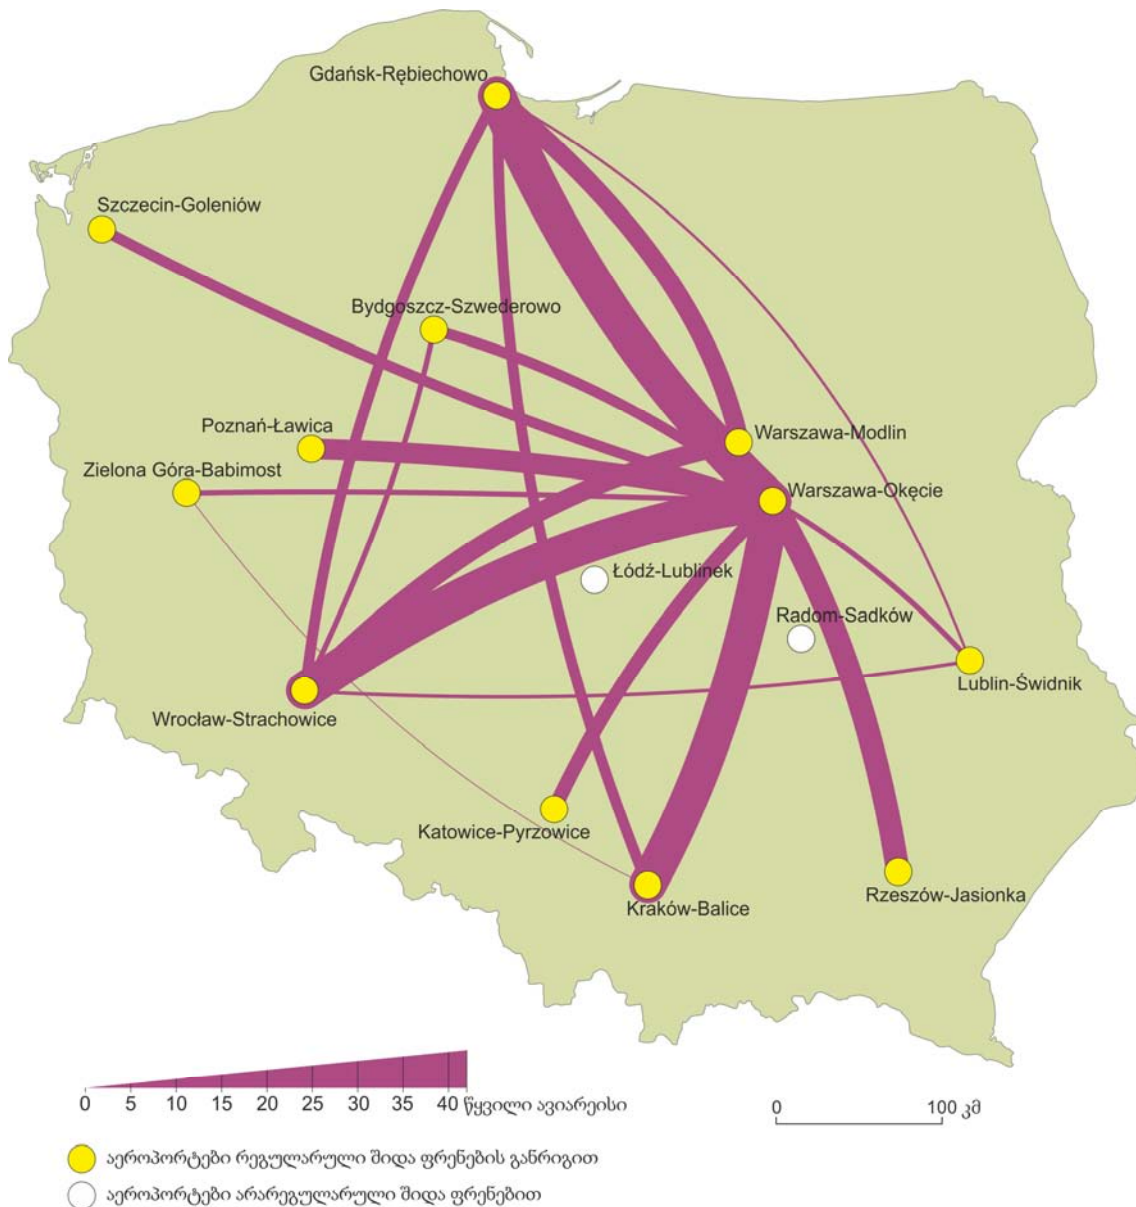 Gdańsk-Rębiechowo
Szczecin-Goleniów
Bydgoszcz-Szwederowo
Poznań-Ławica
Warszawa-Modlin
Zielona Góra-Babimost
Warszawa-Okęcie
Łódź-Lublinek
Radom-Sadków
Lublin-Świdnik
Wrocław-Strachowice
Katowice-Pyrzowice
Rzeszów-Jasionka
Kraków-Balice
0 5 10 15 20 25 30 35 40 წყვილი ავიარეისი
0 100 კმ
აეროპორტები რეგულარული შიდა ფრენების განრიგით
აეროპორტები არარეგულარული შიდა ფრენებით